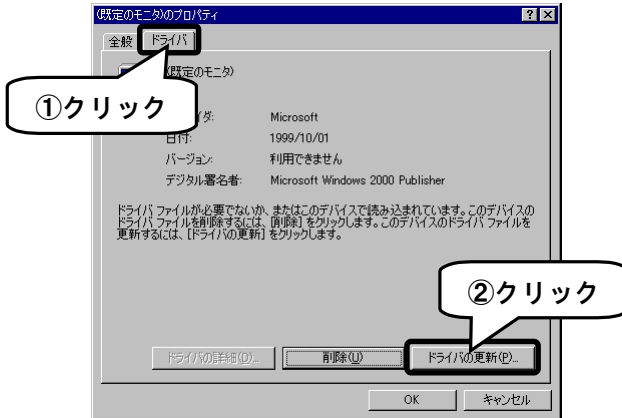 (既定のモニタ)のプロパティ
全般 ドライバ
(既定のモニタ)
①クリック
Microsoft
日付: 1999/10/01
バージョン: 利用できません
デジタル署名者: Microsoft Windows 2000 Publisher
ドライバ ファイルが必要でないか、またはこのデバイスで読み込まれています。このデバイスの
ドライバ ファイルを削除するには、[削除] をクリックします。このデバイスのドライバ ファイルを
更新するには、[ドライバの更新] をクリックします。
②クリック
ドライバの詳細(D)... 削除(U) ドライバの更新(P)...
OK キャンセル